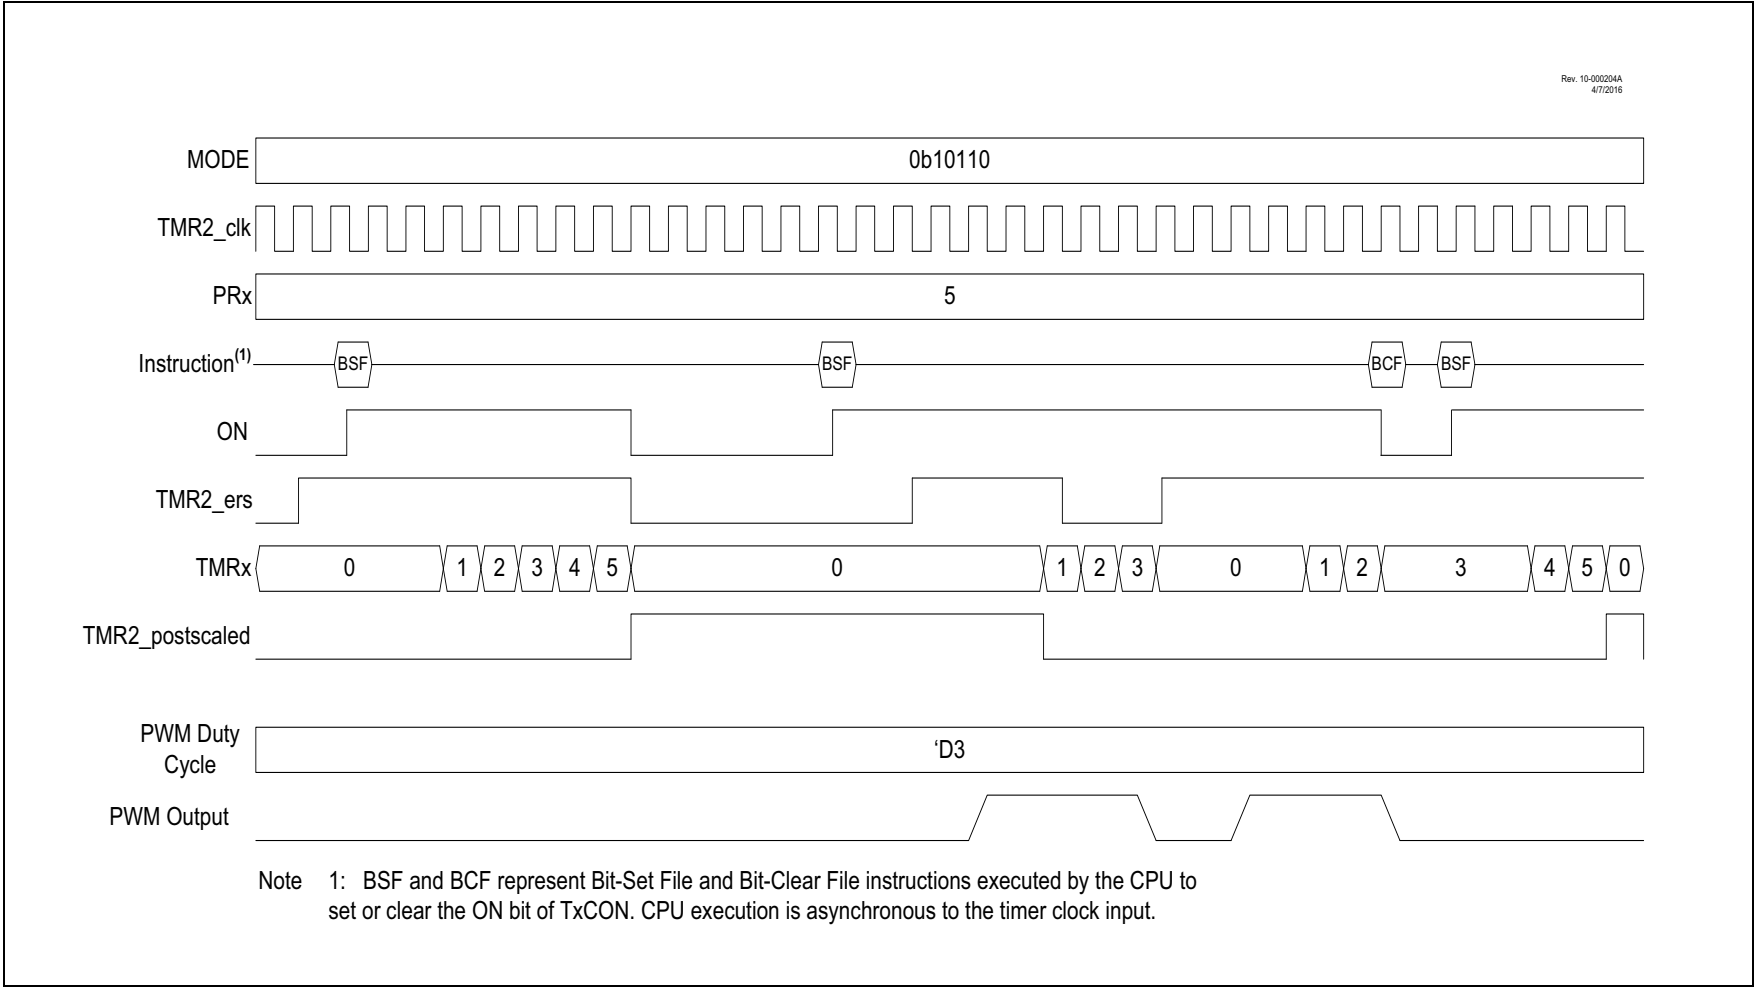 Rev. 10-000204A
4/7/2016
MODE 0b10110
TMR2_clk
PRx 5
Instruction(1) BSF BSF BCF BSF
ON
TMR2_ers
TMRx 0 1 2 3 4 5 0 1 2 3 0 1 2 3 4 5 0
TMR2_postscaled
PWM Duty
Cycle
‘D3
PWM Output
Note 1: BSF and BCF represent Bit-Set File and Bit-Clear File instructions executed by the CPU to
set or clear the ON bit of TxCON. CPU execution is asynchronous to the timer clock input.